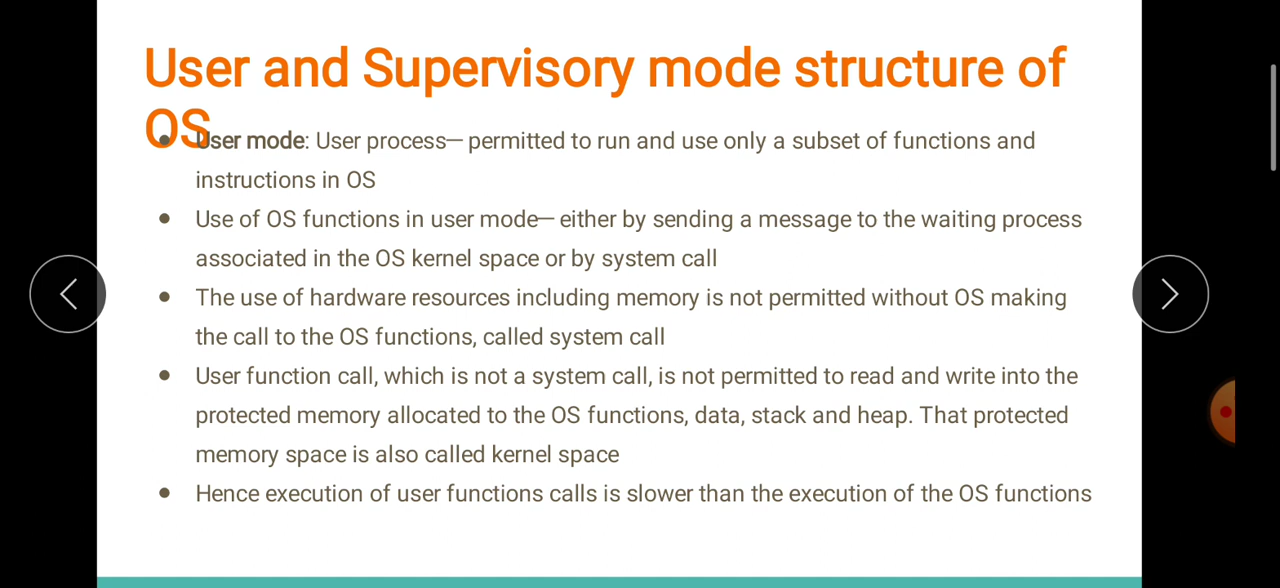 User and Supervisory mode structure of
OS
● User mode: User process— permitted to run and use only a subset of functions and
instructions in OS
● Use of OS functions in user mode— either by sending a message to the waiting process
associated in the OS kernel space or by system call
● The use of hardware resources including memory is not permitted without OS making
the call to the OS functions, called system call
● User function call, which is not a system call, is not permitted to read and write into the
protected memory allocated to the OS functions, data, stack and heap. That protected
memory space is also called kernel space
● Hence execution of user functions calls is slower than the execution of the OS functions